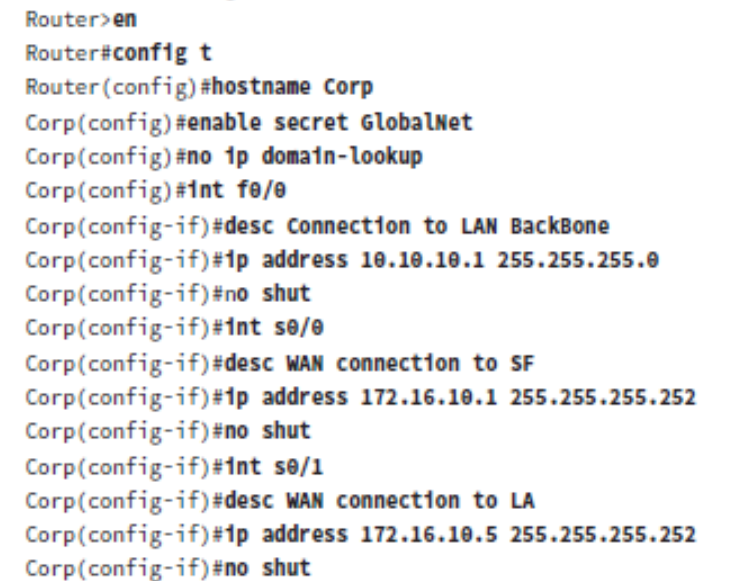 Router>en
Router#config t
Router(config)#hostname Corp
Corp(config)#enable secret GlobalNet
Corp(config)#no ip domain-lookup
Corp(config)#int f0/0
Corp(config-if)#desc Connection to LAN BackBone
Corp(config-if)#ip address 10.10.10.1 255.255.255.0
Corp(config-if)#no shut
Corp(config-if)#int s0/0
Corp(config-if)#desc WAN connection to SF
Corp(config-if)#ip address 172.16.10.1 255.255.255.252
Corp(config-if)#no shut
Corp(config-if)#int s0/1
Corp(config-if)#desc WAN connection to LA
Corp(config-if)#ip address 172.16.10.5 255.255.255.252
Corp(config-if)#no shut